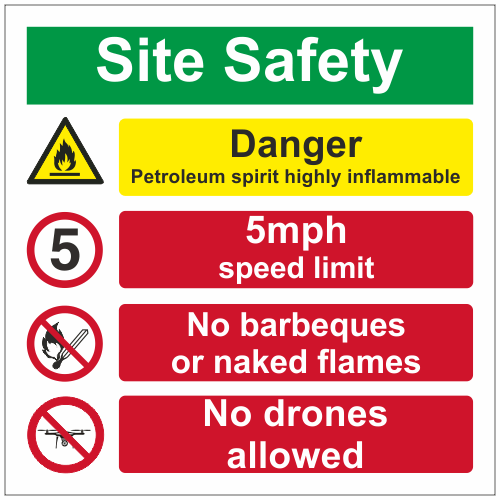 Site Safety
Danger
Petroleum spirit highly inflammable
5
5mph
speed limit
No barbeques
or naked flames
No drones
allowed